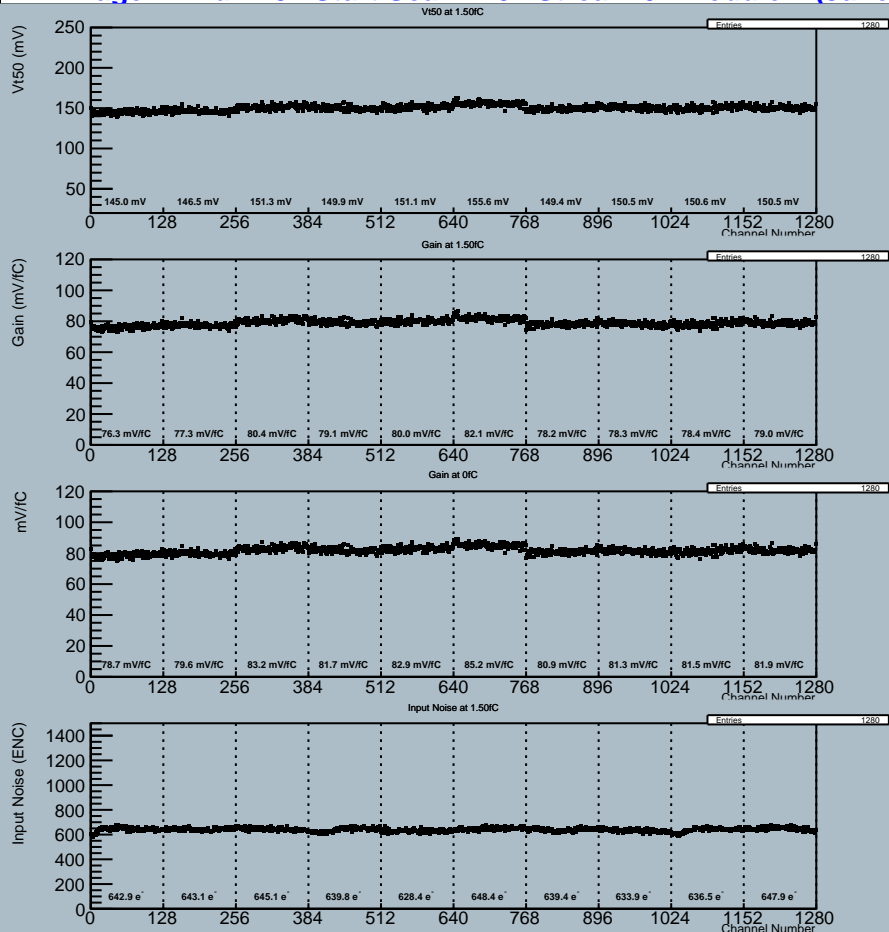 Vt50 at 1.50fC
Entries 1280
Vt50 (mV)
250
200
150
100
50
145.0 mV 146.5 mV 151.3 mV 149.9 mV 151.1 mV 155.6 mV 149.4 mV 150.5 mV 150.6 mV 150.5 mV
0 128 256 384 512 640 768 896 1024 1152 1280
Channel Number
Gain at 1.50fC
Entries 1280
Gain (mV/fC)
120
100
80
60
40
20
0
76.3 mV/fC 77.3 mV/fC 80.4 mV/fC 79.1 mV/fC 80.0 mV/fC 82.1 mV/fC 78.2 mV/fC 78.3 mV/fC 78.4 mV/fC 79.0 mV/fC
0 128 256 384 512 640 768 896 1024 1152 1280
Channel Number
Gain at 0fC
Entries 1280
mV/fC
120
100
80
60
40
20
0
78.7 mV/fC 79.6 mV/fC 83.2 mV/fC 81.7 mV/fC 82.9 mV/fC 85.2 mV/fC 80.9 mV/fC 81.3 mV/fC 81.5 mV/fC 81.9 mV/fC
0 128 256 384 512 640 768 896 1024 1152 1280
Channel Number
Input Noise at 1.50fC
Entries 1280
Input Noise (ENC)
1400
1200
1000
800
600
400
200
0
642.9 e⁻ 643.1 e⁻ 645.1 e⁻ 639.8 e⁻ 628.4 e⁻ 648.4 e⁻ 639.4 e⁻ 633.9 e⁻ 636.5 e⁻ 647.9 e⁻
0 128 256 384 512 640 768 896 1024 1152 1280
Channel Number